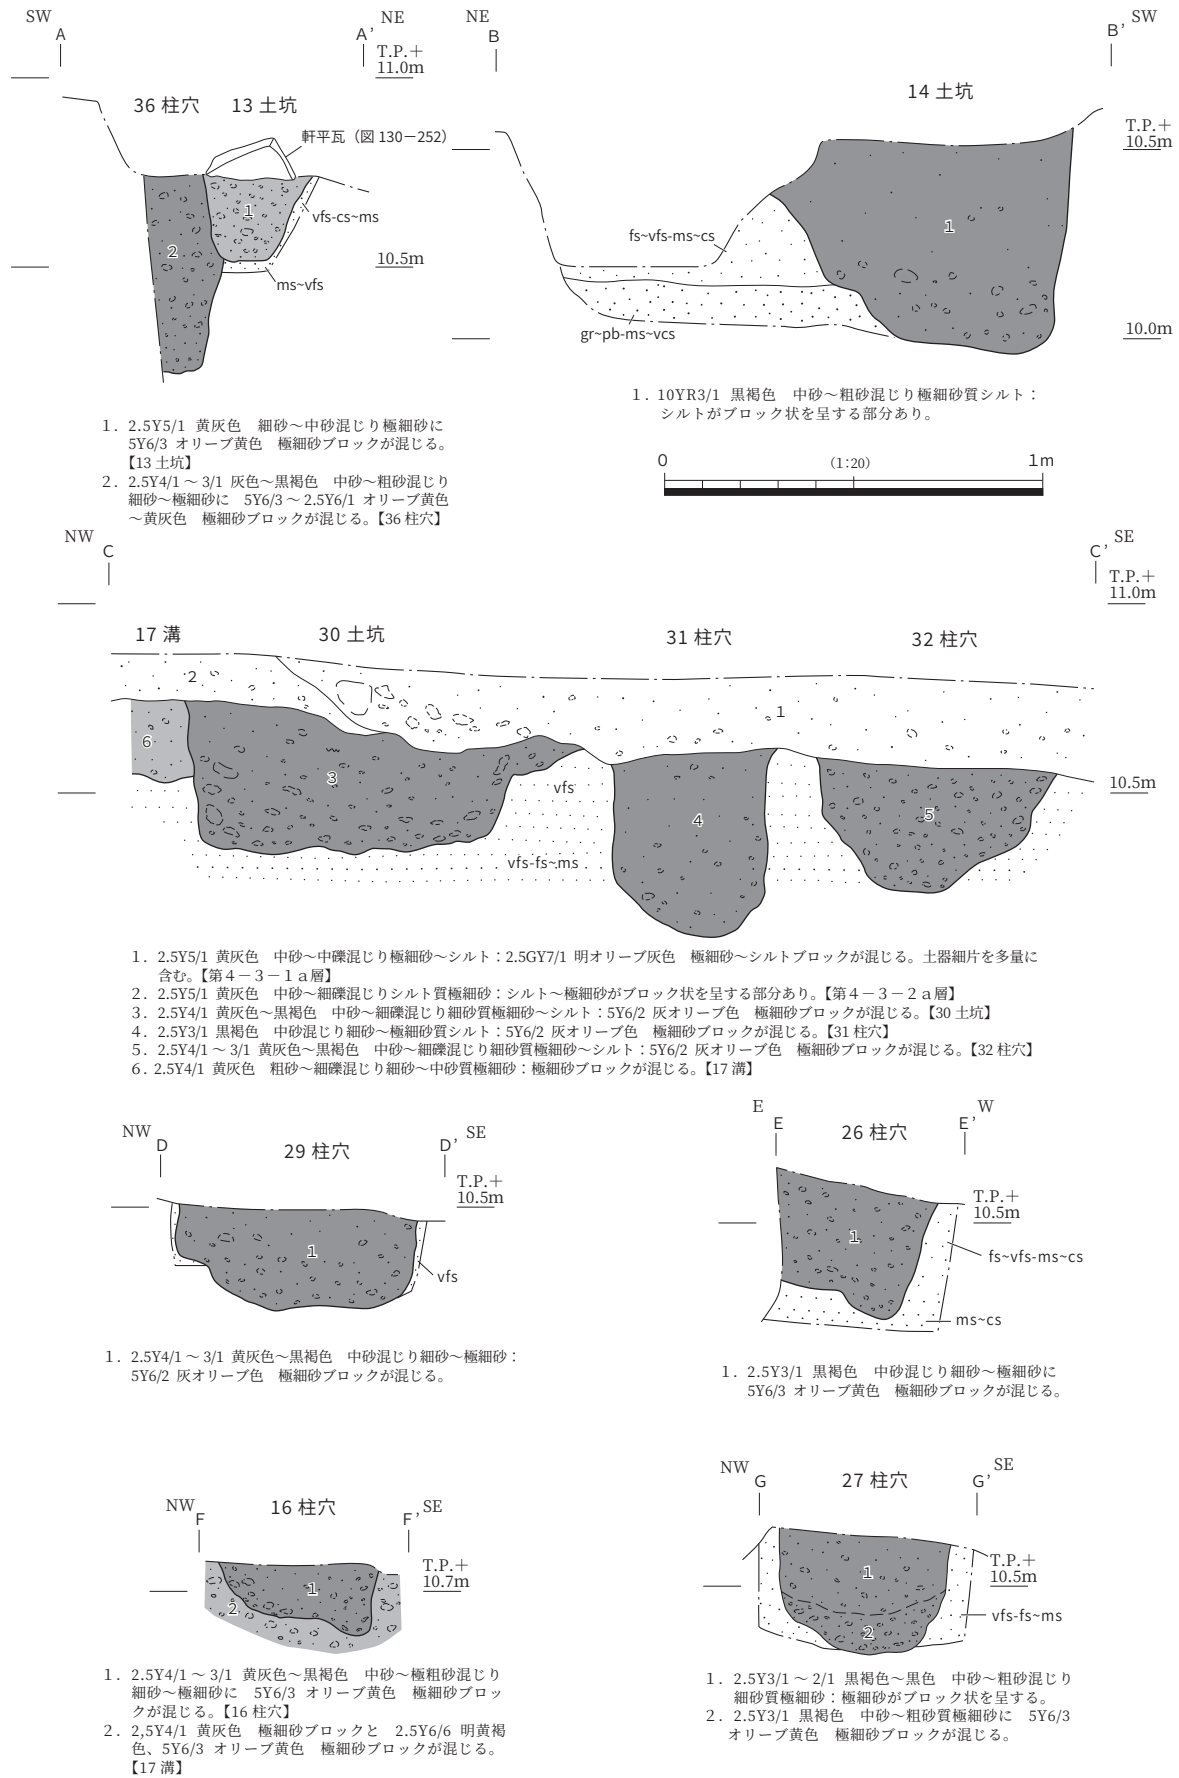 SW
A
A’
NE
T.P.＋
11.0m
36 柱穴
13 土坑
軒平瓦（図 130－252）
1
2
vfs-cs~ms
ms~vfs
10.5m
1．2.5Y5/1 黄灰色　細砂～中砂混じり極細砂に
5Y6/3 オリーブ黄色　極細砂ブロックが混じる。
【13 土坑】
2．2.5Y4/1 ～ 3/1 灰色～黒褐色　中砂～粗砂混じり
細砂～極細砂に　5Y6/3 ～ 2.5Y6/1 オリーブ黄色
～黄灰色　極細砂ブロックが混じる。【36 柱穴】
NE
B
B’
SW
14 土坑
T.P.＋
10.5m
1
fs~vfs-ms~cs
gr~pb-ms~vcs
10.0m
1．10YR3/1 黒褐色　中砂～粗砂混じり極細砂質シルト：
シルトがブロック状を呈する部分あり。
0
（1:20）
1m
NW
C
C’
SE
T.P.＋
11.0m
17 溝
30 土坑
31 柱穴
32 柱穴
2
1
6
3
vfs
4
5
vfs-fs~ms
10.5m
1．2.5Y5/1 黄灰色　中砂～中礫混じり極細砂～シルト：2.5GY7/1 明オリーブ灰色　極細砂～シルトブロックが混じる。土器細片を多量に
含む。【第４－３－１ａ層】
2．2.5Y5/1 黄灰色　中砂～細礫混じりシルト質極細砂：シルト～極細砂がブロック状を呈する部分あり。【第４－３－２ａ層】
3．2.5Y4/1 黄灰色～黒褐色　中砂～細礫混じり細砂質極細砂～シルト：5Y6/2 灰オリーブ色　極細砂ブロックが混じる。【30 土坑】
4．2.5Y3/1 黒褐色　中砂混じり細砂～極細砂質シルト：5Y6/2 灰オリーブ色　極細砂ブロックが混じる。【31 柱穴】
5．2.5Y4/1 ～ 3/1 黄灰色～黒褐色　中砂～細礫混じり細砂質極細砂～シルト：5Y6/2 灰オリーブ色　極細砂ブロックが混じる。【32 柱穴】
6．2.5Y4/1 黄灰色　粗砂～細礫混じり細砂～中砂質極細砂：極細砂ブロックが混じる。【17 溝】
NW
D
D’
SE
29 柱穴
T.P.＋
10.5m
1
vfs
1．2.5Y4/1 ～ 3/1 黄灰色～黒褐色　中砂混じり細砂～極細砂：
5Y6/2 灰オリーブ色　極細砂ブロックが混じる。
E
E
E’
W
26 柱穴
T.P.＋
10.5m
1
fs~vfs-ms~cs
ms~cs
1．2.5Y3/1 黒褐色　中砂混じり細砂～極細砂に
5Y6/3 オリーブ黄色　極細砂ブロックが混じる。
NW
F
F’
SE
16 柱穴
T.P.＋
10.7m
1
2
1．2.5Y4/1 ～ 3/1 黄灰色～黒褐色　中砂～極粗砂混じり
細砂～極細砂に　5Y6/3 オリーブ黄色　極細砂ブロッ
クが混じる。【16 柱穴】
2．2,5Y4/1 黄灰色　極細砂ブロックと　2.5Y6/6 明黄褐
色、5Y6/3 オリーブ黄色　極細砂ブロックが混じる。
【17 溝】
NW
G
G’
SE
27 柱穴
T.P.＋
10.5m
1
2
vfs-fs~ms
1．2.5Y3/1 ～ 2/1 黒褐色～黒色　中砂～粗砂混じり
細砂質極細砂：極細砂がブロック状を呈する。
2．2.5Y3/1 黒褐色　中砂～粗砂質極細砂に　5Y6/3
オリーブ黄色　極細砂ブロックが混じる。